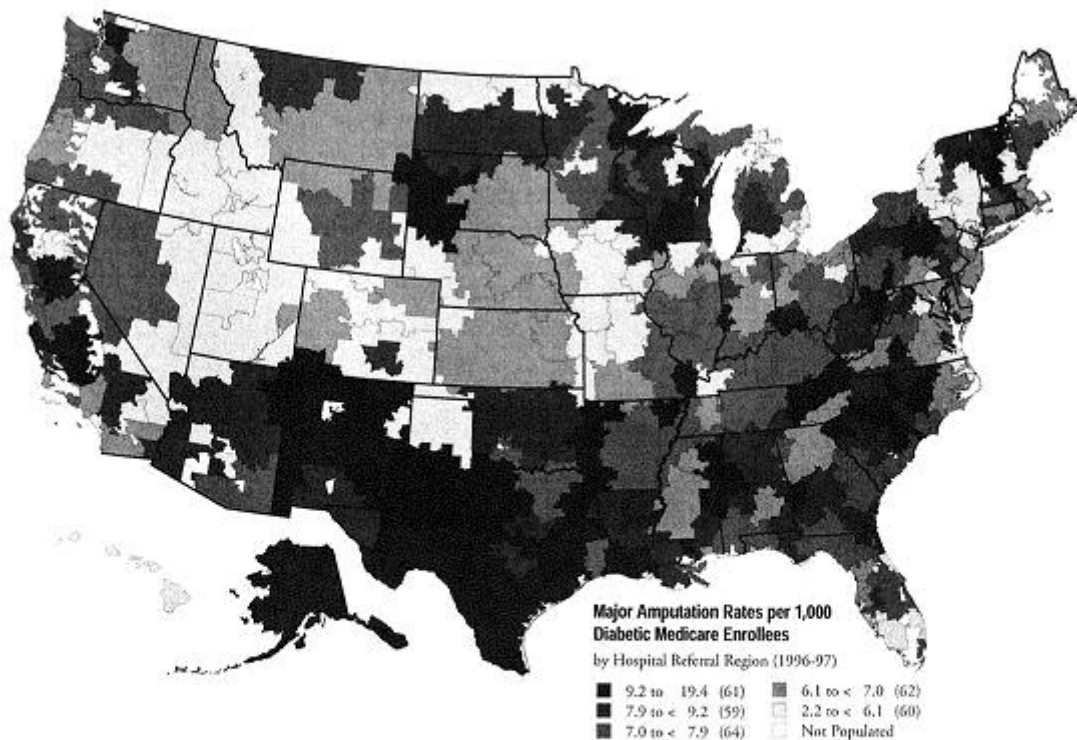 Major Amputation Rates per 1,000
Diabetic Medicare Enrollees
by Hospital Referral Region (1996-97)
9.2 to 19.4 (61)
7.9 to < 9.2 (59)
7.0 to < 7.9 (64)
6.1 to < 7.0 (62)
2.2 to < 6.1 (60)
Not Populated